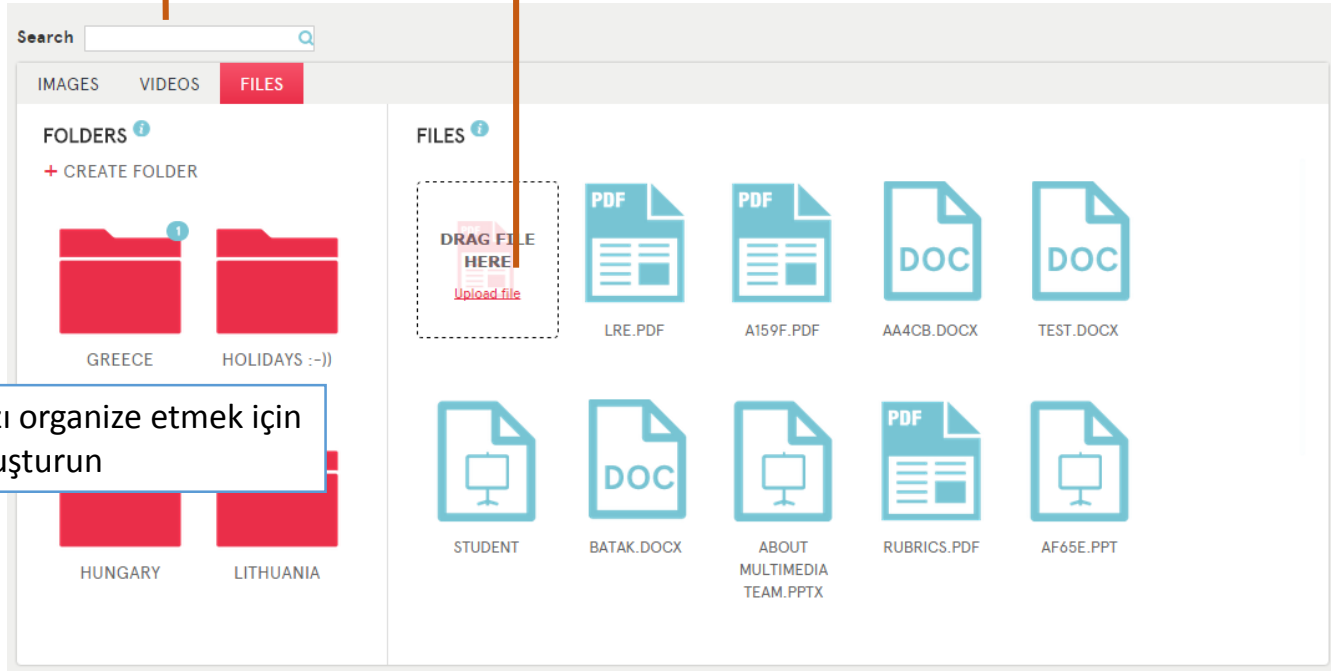 Search
IMAGES VIDEOS FILES
FOLDERS i
+ CREATE FOLDER
1
GREECE HOLIDAYS :-))
organize etmek için
HUNGARY LITHUANIA
FILES i
DRAG FILE
HERE
Upload file
PDF PDF DOC DOC
LRE.PDF A159F.PDF AA4CB.DOCX TEST.DOCX
DOC PDF
STUDENT BATAK.DOCX ABOUT
MULTIMEDIA
TEAM.PPTX RUBRICS.PDF AF65E.PPT